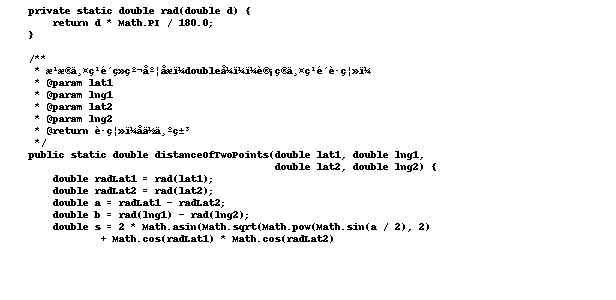 private static double rad(double d) {
return d * Math.PI / 180.0;
}
/**
* æ¹æ®ä¸¤ç¹é´ç»çº¬åº¦åæï¼doubleå¼ï¼ï¼è®¡ç®ä¸¤ç¹é´è·ç¦»ï¼
* @param lat1
* @param lng1
* @param lat2
* @param lng2
* @return è·ç¦»ï¼åä½ä¸ºç±³
*/
public static double distanceOfTwoPoints(double lat1, double lng1,
double lat2, double lng2) {
double radLat1 = rad(lat1);
double radLat2 = rad(lat2);
double a = radLat1 - radLat2;
double b = rad(lng1) - rad(lng2);
double s = 2 * Math.asin(Math.sqrt(Math.pow(Math.sin(a / 2), 2)
+ Math.cos(radLat1) * Math.cos(radLat2)